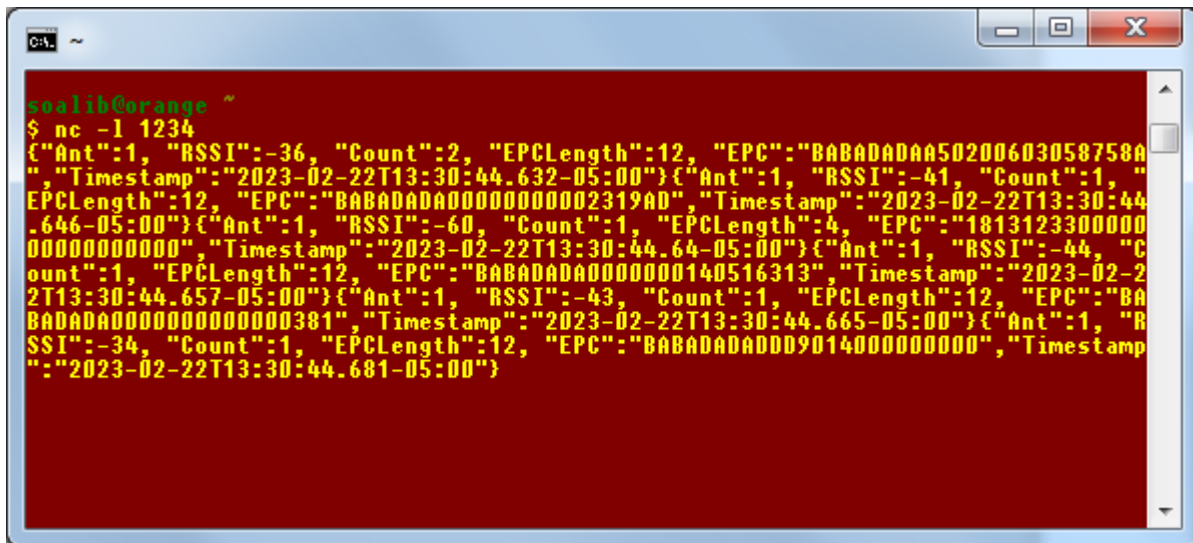 C:\. ~
soalib@orange ~
$ nc -l 1234
{"Ant":1, "RSSI":-36, "Count":2, "EPCLength":12, "EPC":"BABADADAA50200603058758A
","Timestamp":"2023-02-22T13:30:44.632-05:00"}{"Ant":1, "RSSI":-41, "Count":1, "
EPCLength":12, "EPC":"BABADADA00000000002319AD","Timestamp":"2023-02-22T13:30:44
.646-05:00"}{"Ant":1, "RSSI":-60, "Count":1, "EPCLength":4, "EPC":"1813123300000
00000000000","Timestamp":"2023-02-22T13:30:44.64-05:00"}{"Ant":1, "RSSI":-44, "C
ount":1, "EPCLength":12, "EPC":"BABADADA0000000140516313","Timestamp":"2023-02-2
2T13:30:44.657-05:00"}{"Ant":1, "RSSI":-43, "Count":1, "EPCLength":12, "EPC":"BA
BADADA0000000000000381","Timestamp":"2023-02-22T13:30:44.665-05:00"}{"Ant":1, "R
SSI":-34, "Count":1, "EPCLength":12, "EPC":"BABADADADDD9014000000000","Timestamp
":"2023-02-22T13:30:44.681-05:00"}